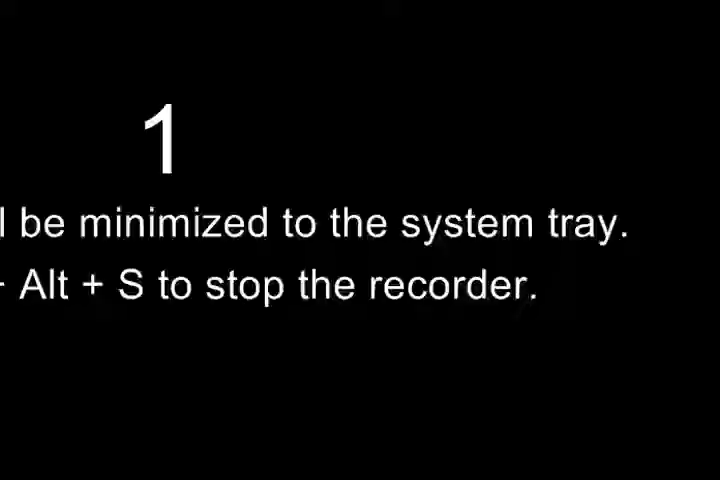 1
be minimized to the system tray.
Alt + S to stop the recorder.